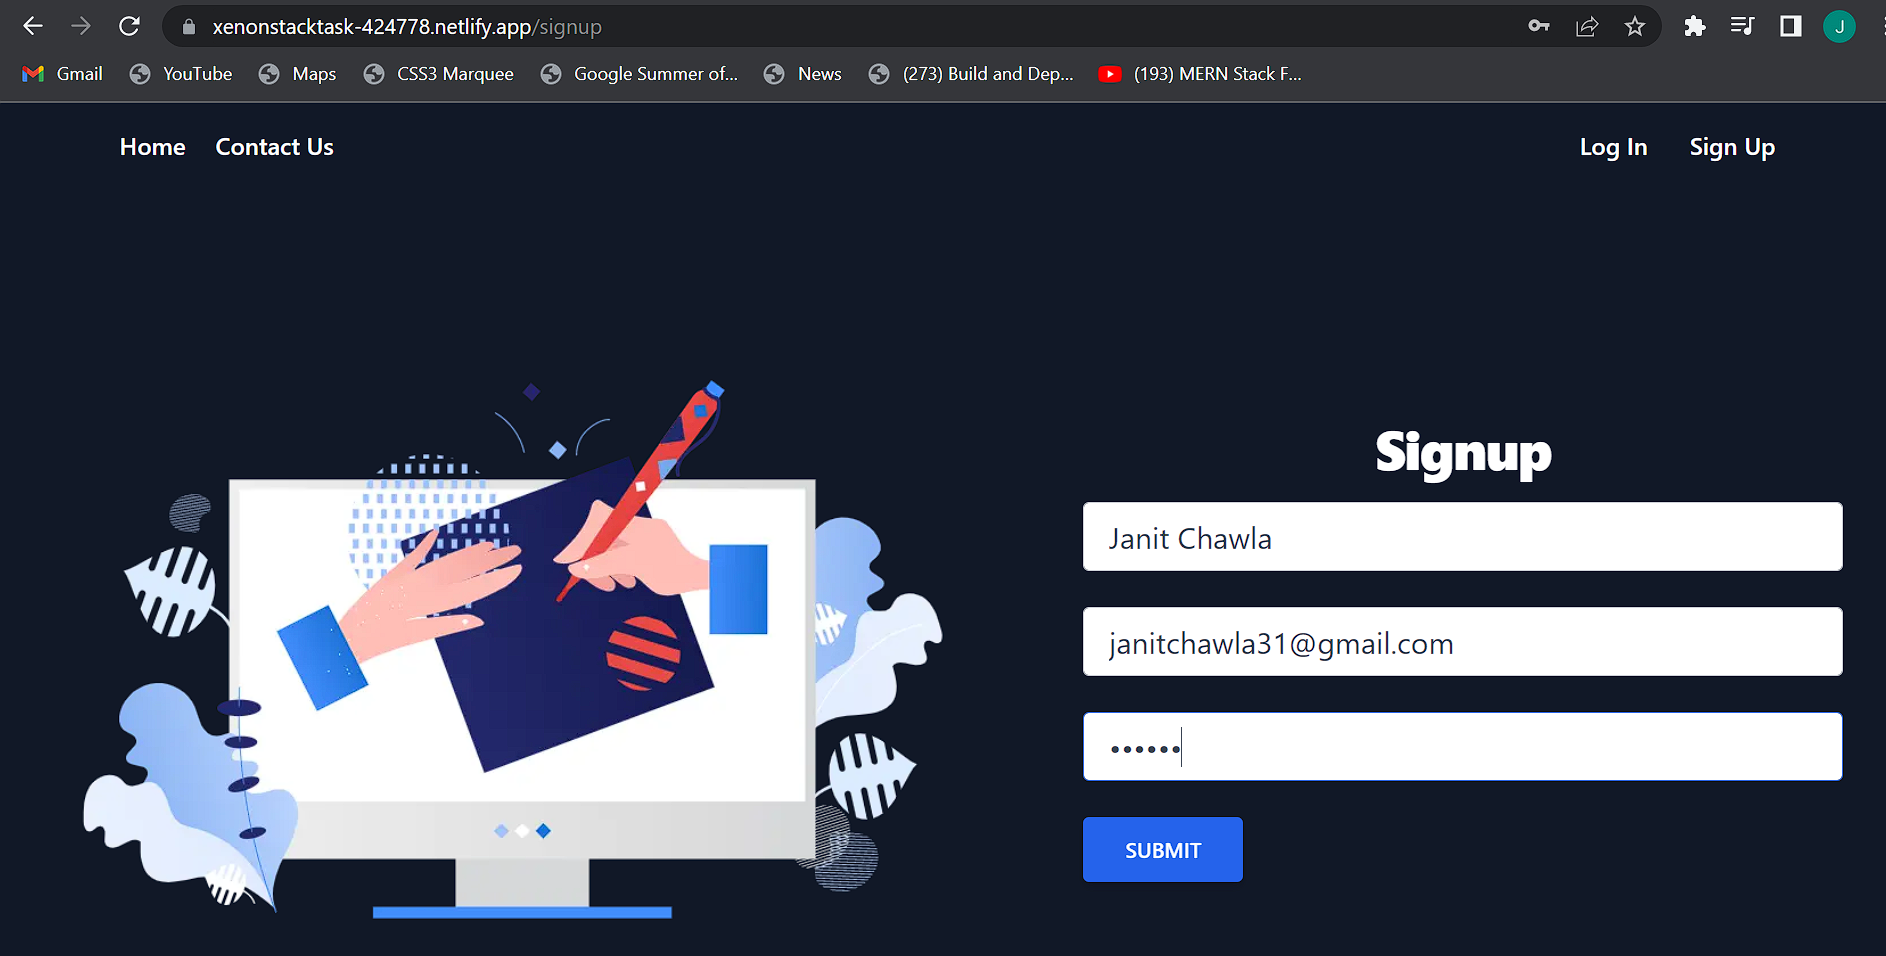 xenonstacktask-424778.netlify.app/signup
J
Gmail YouTube Maps CSS3 Marquee Google Summer of... News (273) Build and Dep... (193) MERN Stack F...
Home Contact Us Log In Sign Up
Signup
Janit Chawla
janitchawla31@gmail.com
••••••
SUBMIT